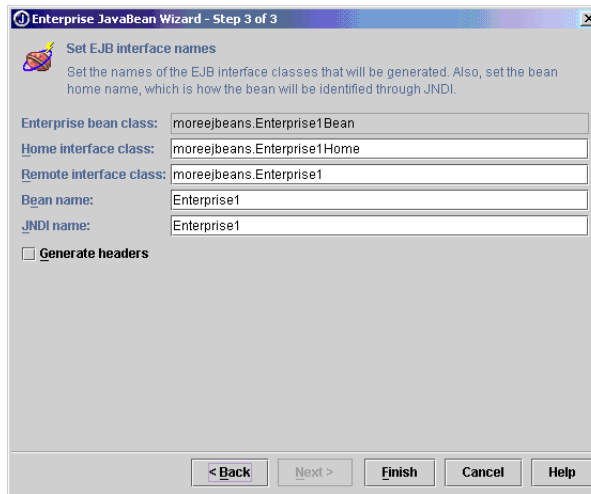 Enterprise JavaBean Wizard - Step 3 of 3
Set EJB interface names
Set the names of the EJB interface classes that will be generated. Also, set the bean
home name, which is how the bean will be identified through JNDI.
Enterprise bean class: moreejbeans.Enterprise1Bean
Home interface class: moreejbeans.Enterprise1Home
Remote interface class: moreejbeans.Enterprise1
Bean name: Enterprise1
JNDI name: Enterprise1
Generate headers
< Back Next > Finish Cancel Help